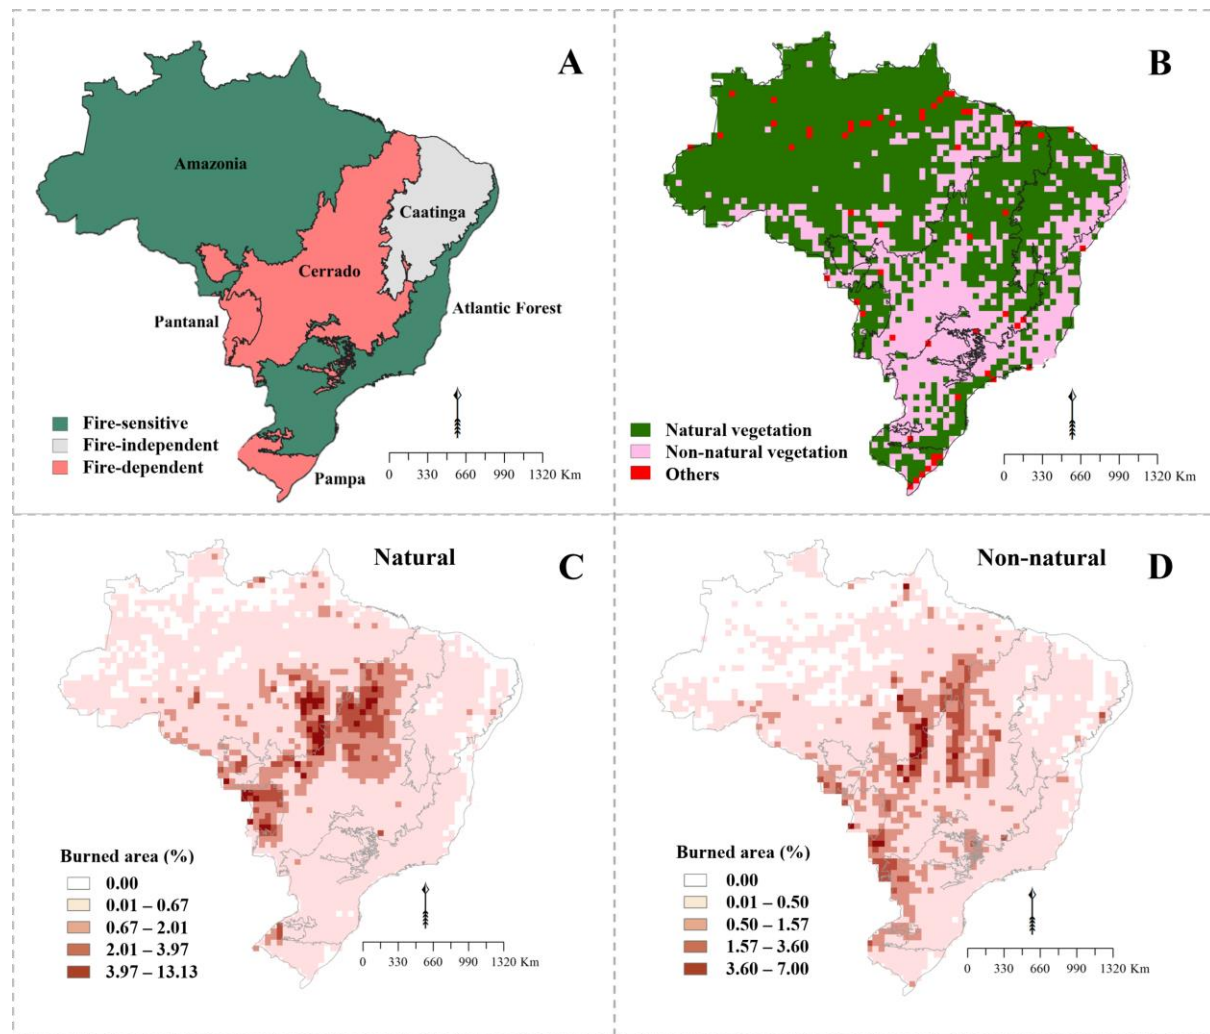 A
Amazonia
Caatinga
Cerrado
Atlantic Forest
Pantanal
Fire-sensitive
Fire-independent
Fire-dependent
Pampa
0 330 660 990 1320 Km
B
Natural vegetation
Non-natural vegetation
Others
0 330 660 990 1320 Km
Natural
C
Burned area (%)
0.00
0.01 – 0.67
0.67 – 2.01
2.01 – 3.97
3.97 – 13.13
0 330 660 990 1320 Km
Non-natural
D
Burned area (%)
0.00
0.01 – 0.50
0.50 – 1.57
1.57 – 3.60
3.60 – 7.00
0 330 660 990 1320 Km